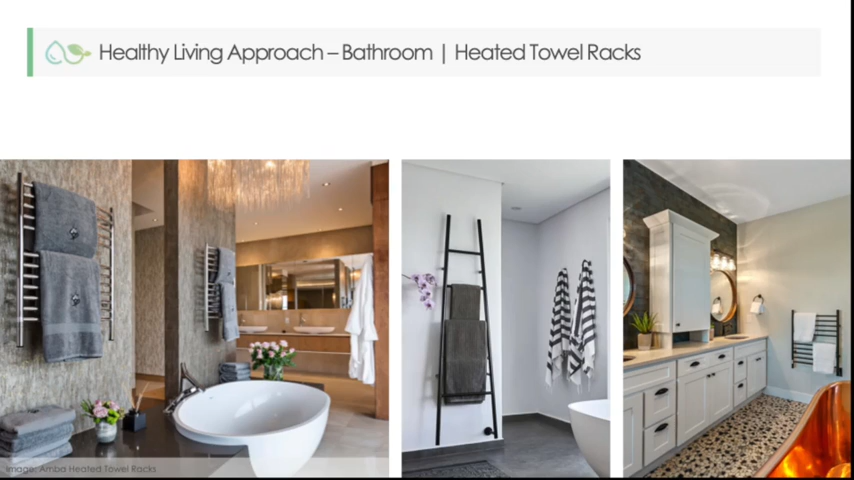 Healthy Living Approach – Bathroom | Heated Towel Racks
Image: Amba Heated Towel Racks